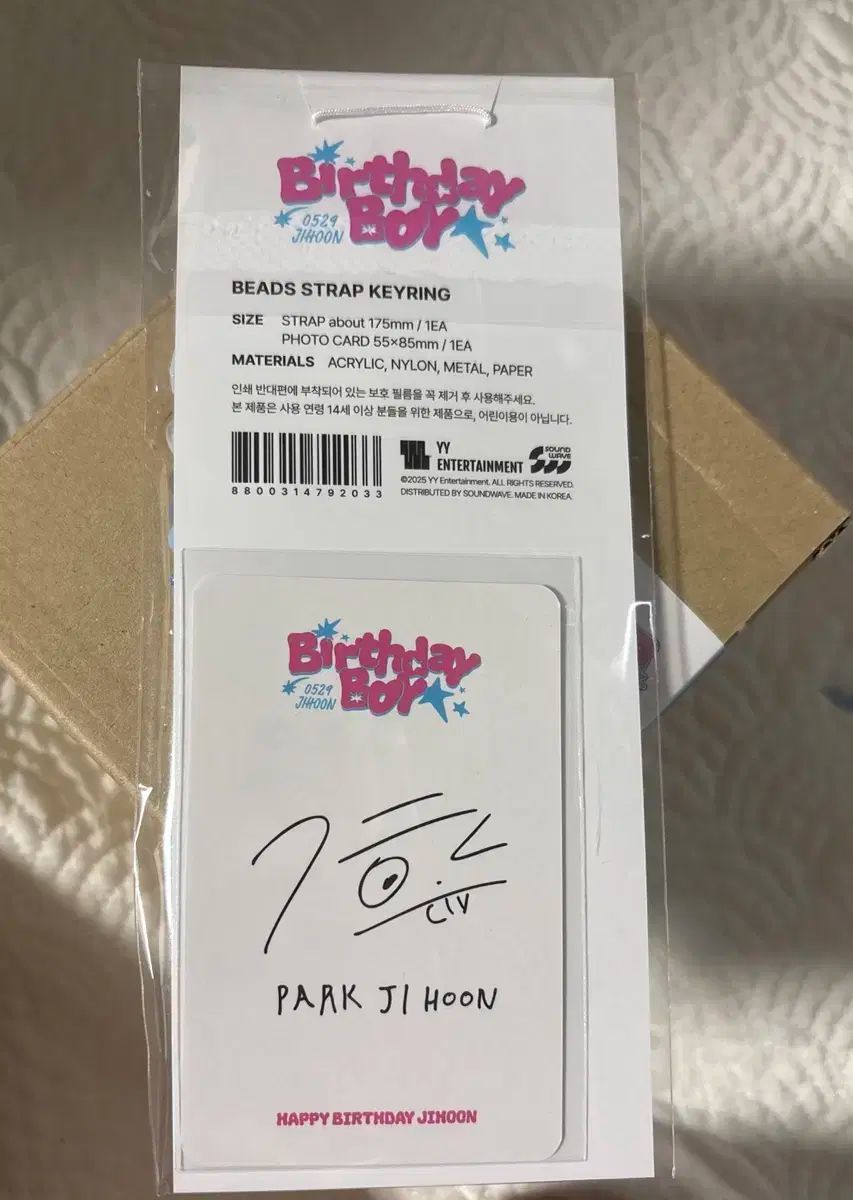 Birthday
Boy
0529
JIHOON
BEADS STRAP KEYRING
SIZE STRAP about 175mm / 1EA
PHOTO CARD 55×85mm / 1EA
MATERIALS ACRYLIC, NYLON, METAL, PAPER
인쇄 반대편에 부착되어 있는 보호 필름을 꼭 제거 후 사용해주세요.
본 제품은 사용 연령 14세 이상 분들을 위한 제품으로, 어린이용이 아닙니다.
8800314792033
YY
ENTERTAINMENT
SOUND
WAVE
©2025 YY Entertainment. ALL RIGHTS RESERVED.
DISTRIBUTED BY SOUNDWAVE. MADE IN KOREA.
Birthday
Boy
0529
JIHOON
PARK JI HOON
HAPPY BIRTHDAY JIHOON